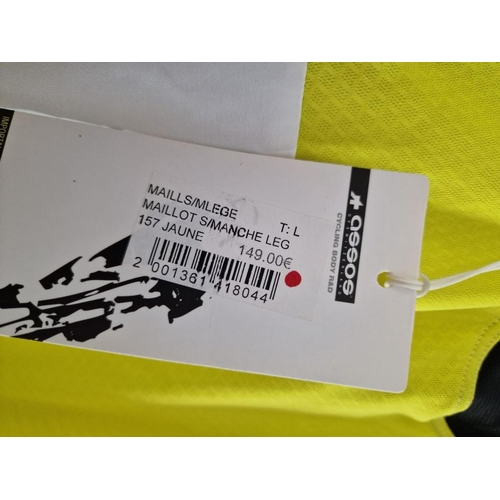 MAILLS/MLEGE T: L
MAILLOT S/MANCHE LEG
157 JAUNE 149.00€
2 001361 418044
assos
CYCLING BODY R&D